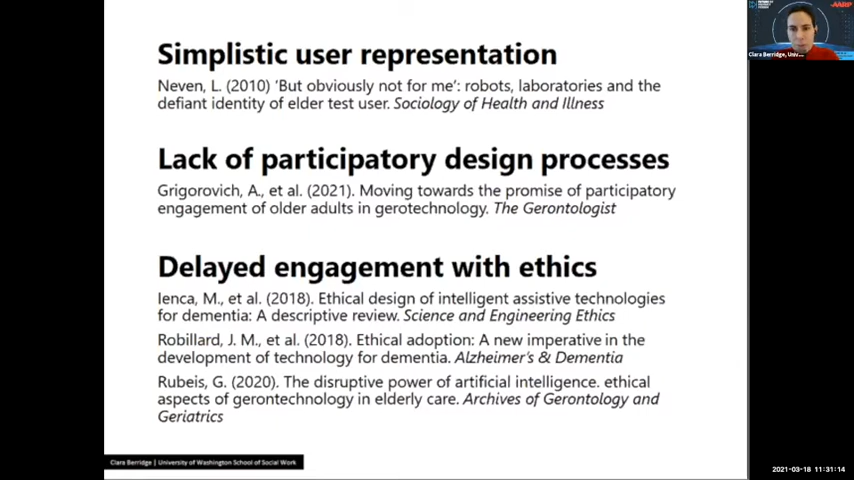 Simplistic user representation
Neven, L. (2010) 'But obviously not for me': robots, laboratories and the
defiant identity of elder test user. Sociology of Health and Illness
Lack of participatory design processes
Grigorovich, A., et al. (2021). Moving towards the promise of participatory
engagement of older adults in gerotechnology. The Gerontologist
Delayed engagement with ethics
Ienca, M., et al. (2018). Ethical design of intelligent assistive technologies
for dementia: A descriptive review. Science and Engineering Ethics
Robillard, J. M., et al. (2018). Ethical adoption: A new imperative in the
development of technology for dementia. Alzheimer's & Dementia
Rubeis, G. (2020). The disruptive power of artificial intelligence. ethical
aspects of gerontechnology in elderly care. Archives of Gerontology and
Geriatrics
Clara Berridge | University of Washington School of Social Work
AARP
Clara Berridge, Univ...
2021-03-18 11:31:14